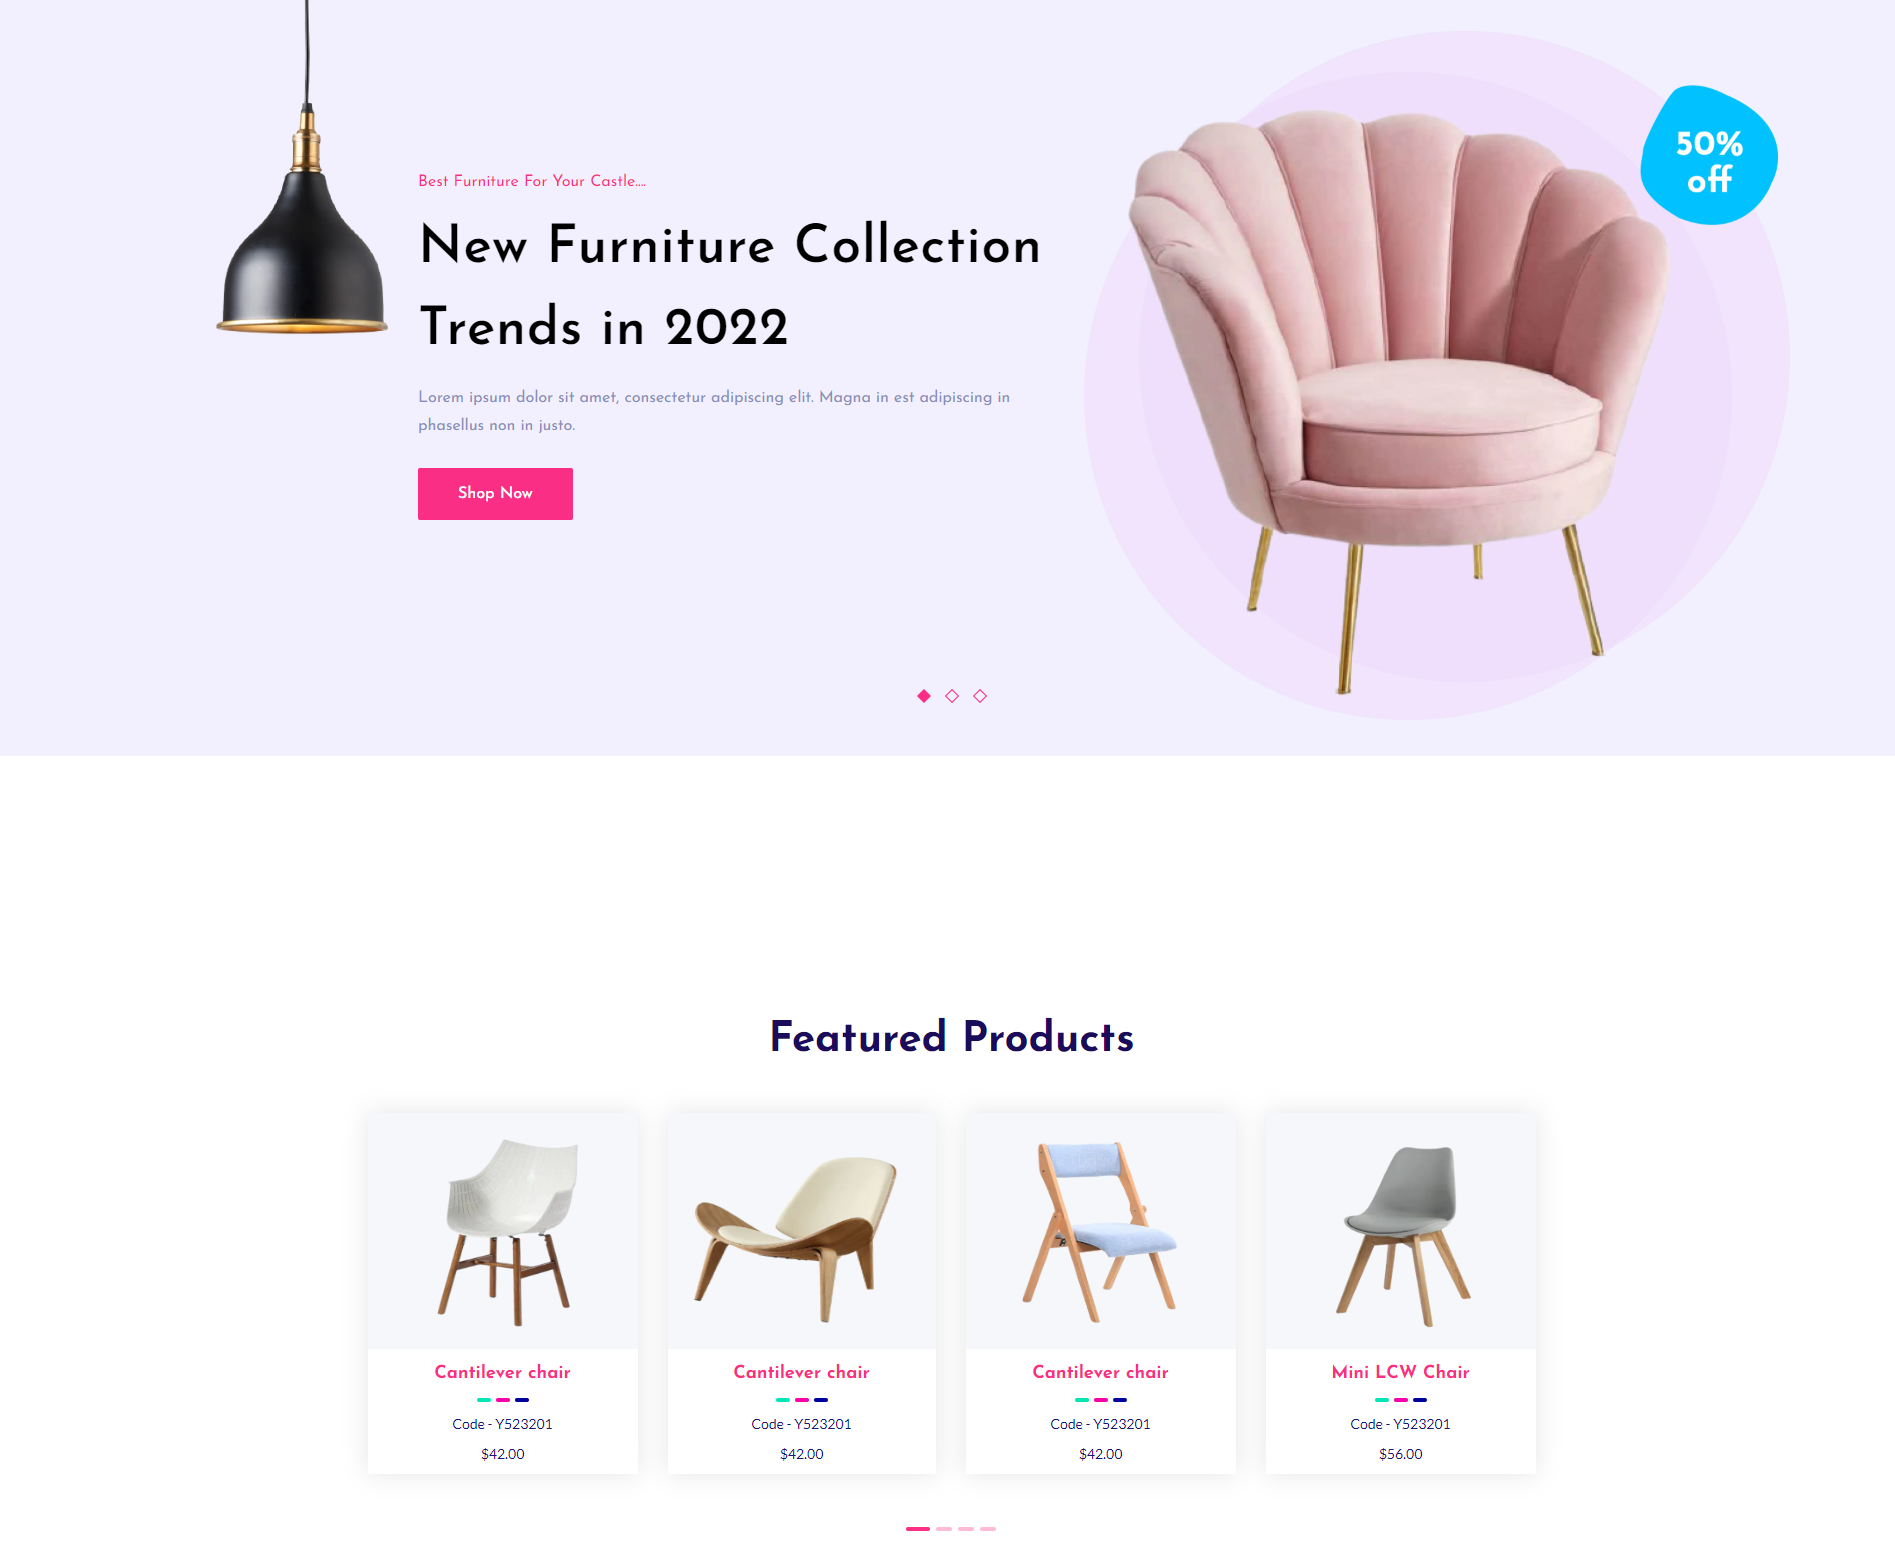 50%
off
Best Furniture For Your Castle....
New Furniture Collection
Trends in 2022
Lorem ipsum dolor sit amet, consectetur adipiscing elit. Magna in est adipiscing in
phasellus non in justo.
Shop Now
Featured Products
Cantilever chair
Code - Y523201
$42.00
Cantilever chair
Code - Y523201
$42.00
Cantilever chair
Code - Y523201
$42.00
Mini LCW Chair
Code - Y523201
$56.00